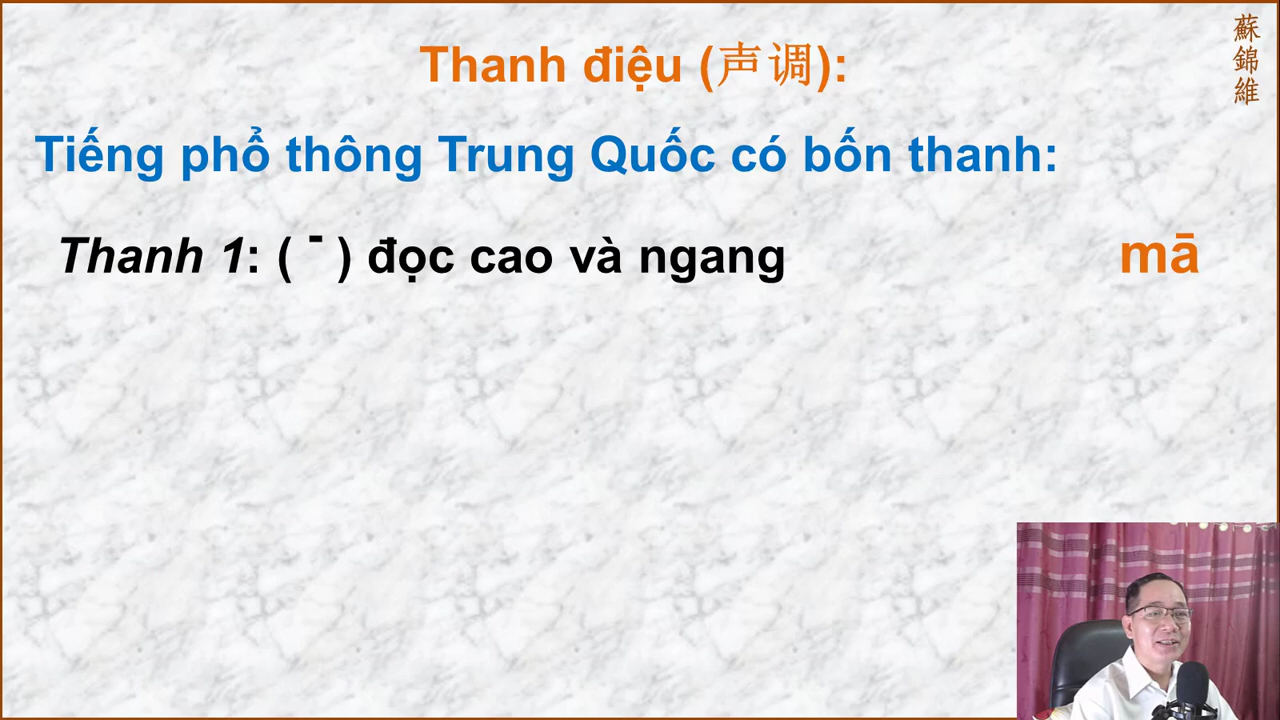 Thanh điệu (声调):
蘇錦維
Tiếng phổ thông Trung Quốc có bốn thanh:
Thanh 1: ( ˉ ) đọc cao và ngang
mā